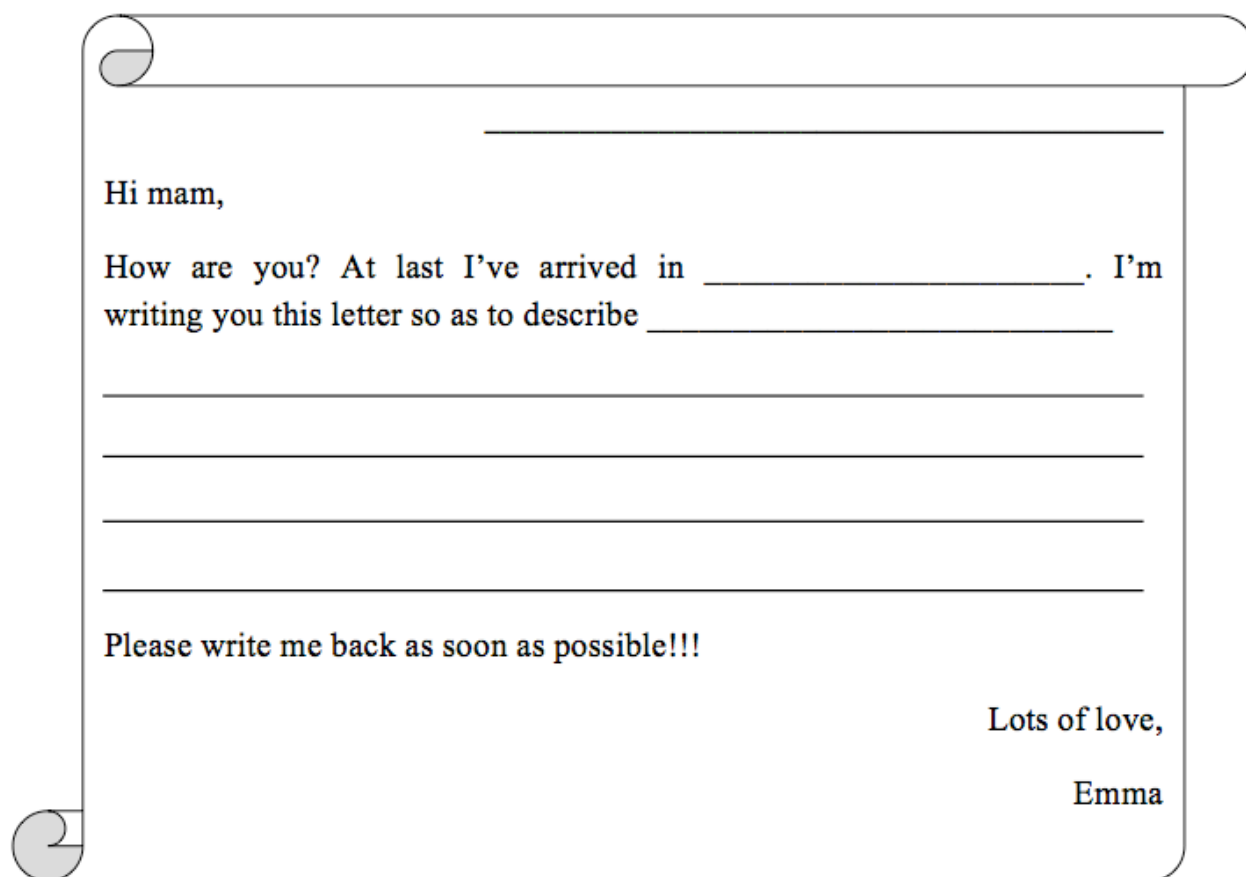 Hi mam,
How are you? At last I’ve arrived in ______________________. I’m
writing you this letter so as to describe ___________________________
Please write me back as soon as possible!!!
Lots of love,
Emma